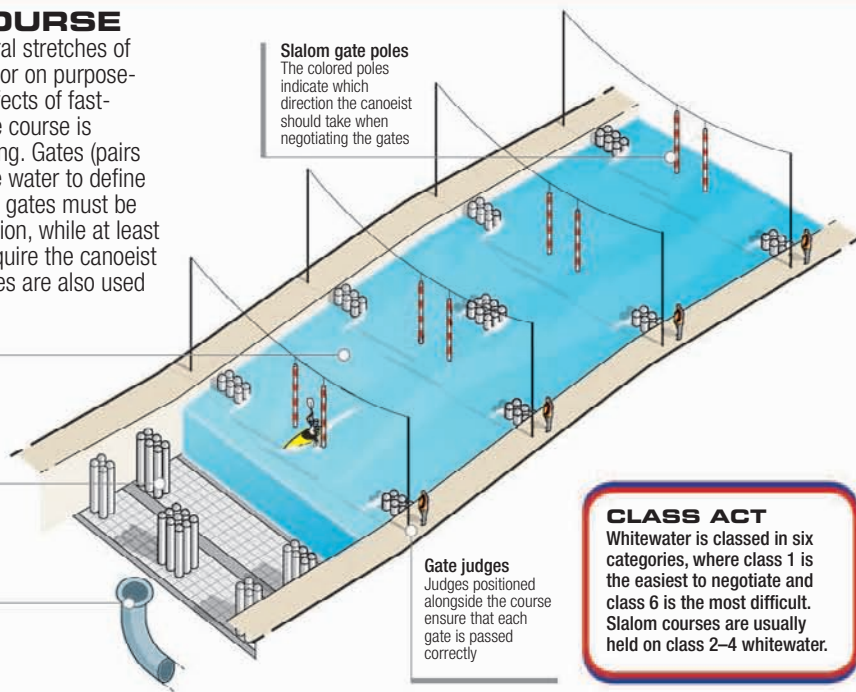 OURSE
ral stretches of
or on purpose-
fects of fast-
e course is
ng. Gates (pairs
e water to define
gates must be
ion, while at least
quire the canoeist
es are also used
Slalom gate poles
The colored poles
indicate which
direction the canoeist
should take when
negotiating the gates
Gate judges
Judges positioned
alongside the course
ensure that each
gate is passed
correctly
CLASS ACT
Whitewater is classed in six
categories, where class 1 is
the easiest to negotiate and
class 6 is the most difficult.
Slalom courses are usually
held on class 2–4 whitewater.